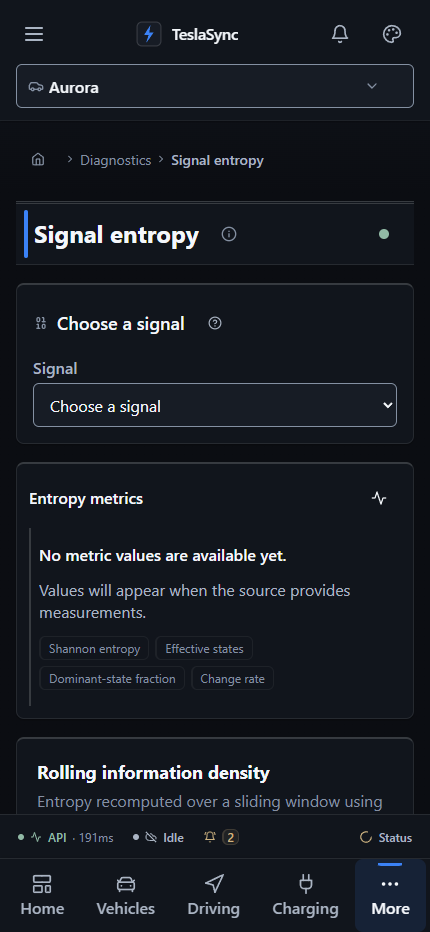 TeslaSync
Aurora
Diagnostics Signal entropy
Signal entropy
Choose a signal
Signal
Choose a signal
Entropy metrics
No metric values are available yet.
Values will appear when the source provides
measurements.
Shannon entropy Effective states
Dominant-state fraction Change rate
Rolling information density
Entropy recomputed over a sliding window using
API · 191ms Idle 2 Status
Home Vehicles Driving Charging More